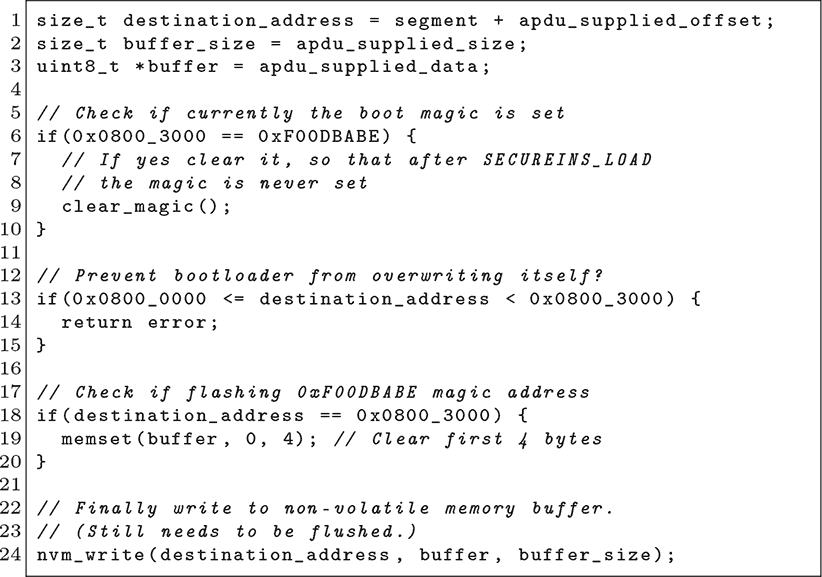 1 size_t destination_address = segment + apdu_supplied_offset;
2 size_t buffer_size = apdu_supplied_size;
3 uint8_t *buffer = apdu_supplied_data;
4
5 // Check if currently the boot magic is set
6 if(0x0800_3000 == 0xF00DBABE) {
7   // If yes clear it, so that after SECUREINS_LOAD
8   // the magic is never set
9   clear_magic();
10 }
11
12 // Prevent bootloader from overwriting itself?
13 if(0x0800_0000 <= destination_address < 0x0800_3000) {
14   return error;
15 }
16
17 // Check if flashing 0xF00DBABE magic address
18 if(destination_address == 0x0800_3000) {
19   memset(buffer, 0, 4); // Clear first 4 bytes
20 }
21
22 // Finally write to non-volatile memory buffer.
23 // (Still needs to be flushed.)
24 nvm_write(destination_address, buffer, buffer_size);